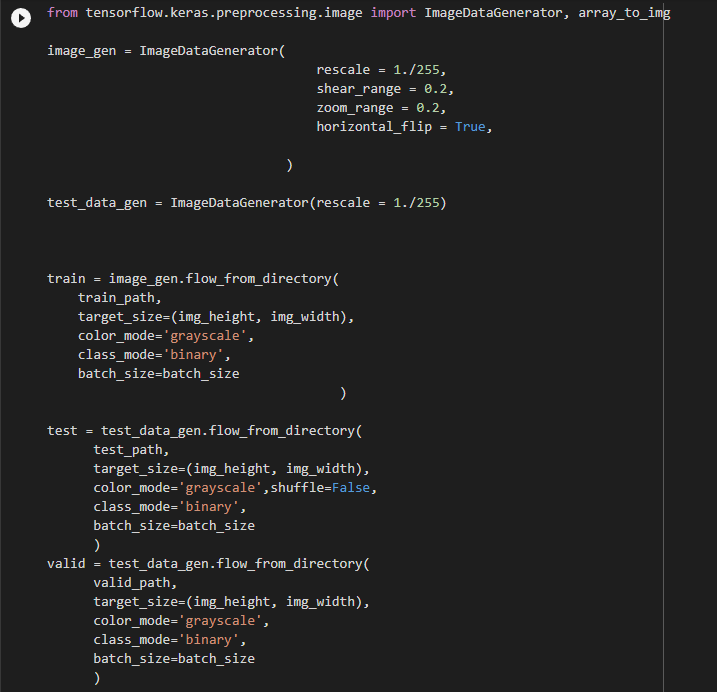 from tensorflow.keras.preprocessing.image import ImageDataGenerator, array_to_img
image_gen = ImageDataGenerator(
rescale = 1./255,
shear_range = 0.2,
zoom_range = 0.2,
horizontal_flip = True,
)
test_data_gen = ImageDataGenerator(rescale = 1./255)
train = image_gen.flow_from_directory(
train_path,
target_size=(img_height, img_width),
color_mode='grayscale',
class_mode='binary',
batch_size=batch_size
)
test = test_data_gen.flow_from_directory(
test_path,
target_size=(img_height, img_width),
color_mode='grayscale',shuffle=False,
class_mode='binary',
batch_size=batch_size
)
valid = test_data_gen.flow_from_directory(
valid_path,
target_size=(img_height, img_width),
color_mode='grayscale',
class_mode='binary',
batch_size=batch_size
)